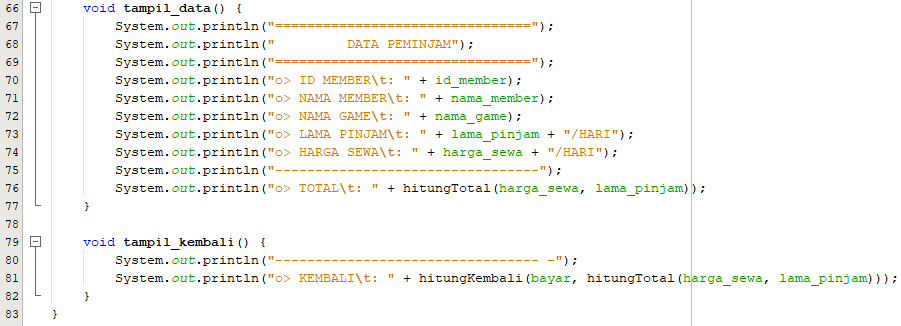 66 void tampil_data() {
67 System.out.println("================================");
68 System.out.println("         DATA PEMINJAM");
69 System.out.println("================================");
70 System.out.println("o> ID MEMBER\t: " + id_member);
71 System.out.println("o> NAMA MEMBER\t: " + nama_member);
72 System.out.println("o> NAMA GAME\t: " + nama_game);
73 System.out.println("o> LAMA PINJAM\t: " + lama_pinjam + "/HARI");
74 System.out.println("o> HARGA SEWA\t: " + harga_sewa + "/HARI");
75 System.out.println("---------------------------------");
76 System.out.println("o> TOTAL\t: " + hitungTotal(harga_sewa, lama_pinjam));
77 }
78
79 void tampil_kembali() {
80 System.out.println("--------------------------------- -");
81 System.out.println("o> KEMBALI\t: " + hitungKembali(bayar, hitungTotal(harga_sewa, lama_pinjam)));
82 }
83 }